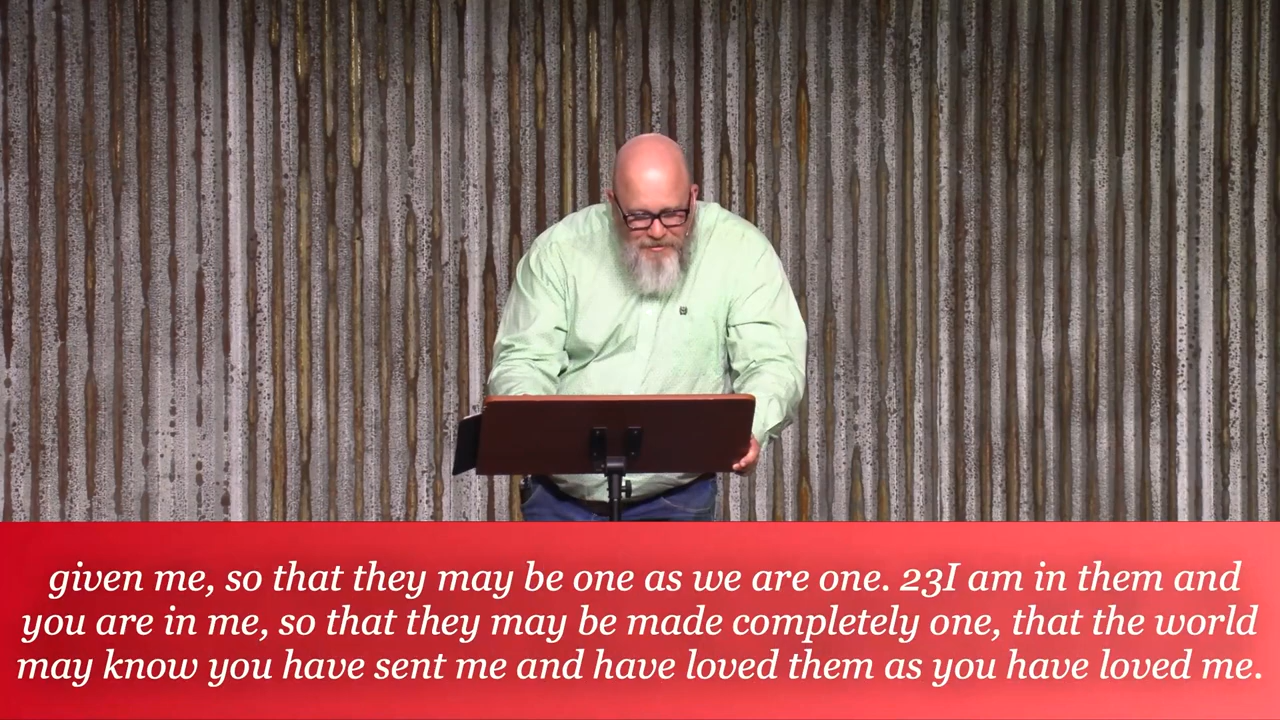 given me, so that they may be one as we are one. 23I am in them and
you are in me, so that they may be made completely one, that the world
may know you have sent me and have loved them as you have loved me.